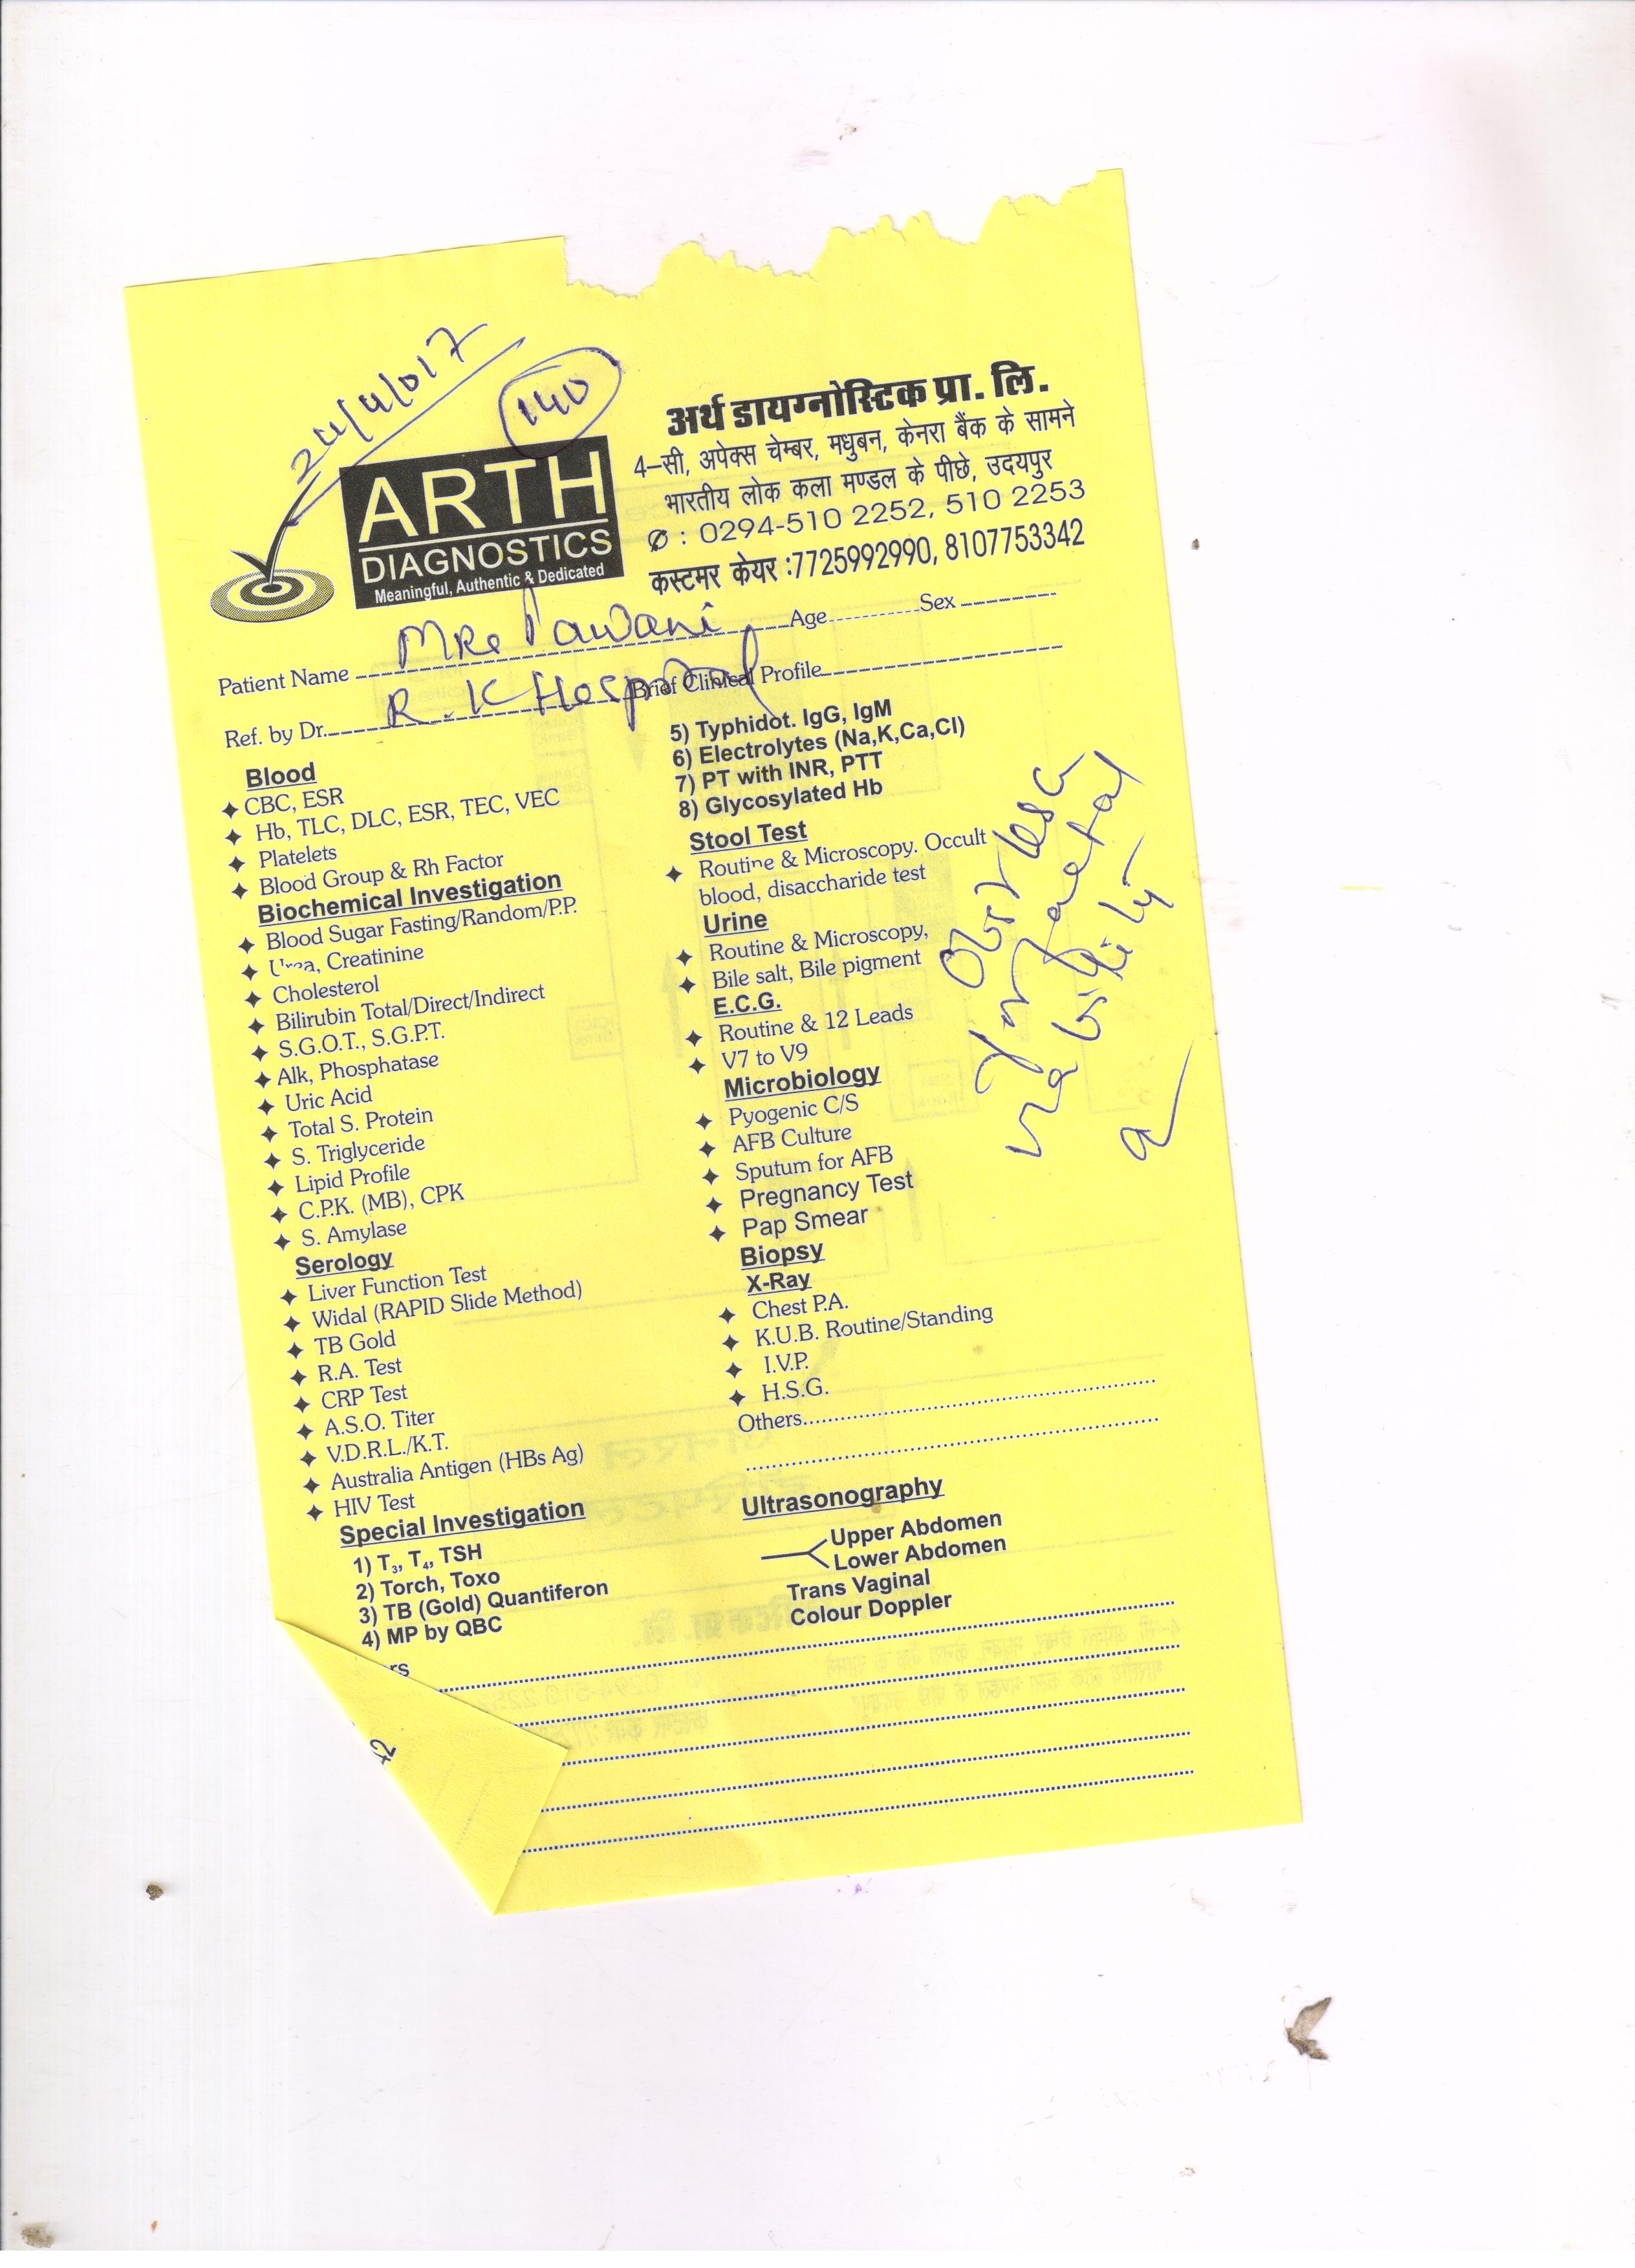 24/4/017
140
ARTH
DIAGNOSTICS
Meaningful, Authentic & Dedicated
अर्थ डायग्नोस्टिक प्रा. लि.
4–सी, अपेक्स चेम्बर, मधुबन, केनरा बैंक के सामने
भारतीय लोक कला मण्डल के पीछे, उदयपुर
: 0294-510 2252, 510 2253
कस्टमर केयर :7725992990, 8107753342
Patient Name Mrs Pawani Age Sex
Ref. by Dr. R.K Hospital Brief Clinical Profile
Blood
CBC, ESR
Hb, TLC, DLC, ESR, TEC, VEC
Platelets
Blood Group & Rh Factor
Biochemical Investigation
Blood Sugar Fasting/Random/P.P.
Urea, Creatinine
Cholesterol
Bilirubin Total/Direct/Indirect
S.G.O.T., S.G.P.T.
Alk, Phosphatase
Uric Acid
Total S. Protein
S. Triglyceride
Lipid Profile
C.P.K. (MB), CPK
S. Amylase
Serology
Liver Function Test
Widal (RAPID Slide Method)
TB Gold
R.A. Test
CRP Test
A.S.O. Titer
V.D.R.L./K.T.
Australia Antigen (HBs Ag)
HIV Test
Special Investigation
1) T₃, T₄, TSH
2) Torch, Toxo
3) TB (Gold) Quantiferon
4) MP by QBC
5) Typhidot. IgG, IgM
6) Electrolytes (Na,K,Ca,Cl)
7) PT with INR, PTT
8) Glycosylated Hb
Stool Test
Routine & Microscopy. Occult
blood, disaccharide test
Urine
Routine & Microscopy,
Bile salt, Bile pigment
E.C.G.
Routine & 12 Leads
V7 to V9
Microbiology
Pyogenic C/S
AFB Culture
Sputum for AFB
Pregnancy Test
Pap Smear
Biopsy
X-Ray
Chest P.A.
K.U.B. Routine/Standing
I.V.P.
H.S.G.
Others
Ultrasonography
Upper Abdomen
Lower Abdomen
Trans Vaginal
Colour Doppler
rs
42
Obst USG
for faetal
viability